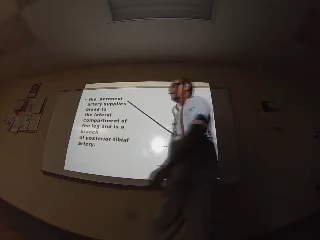 • the peroneal
artery supplies
blood to
the lateral
compartment of
the leg and is a
branch
of posterior tibial
artery.